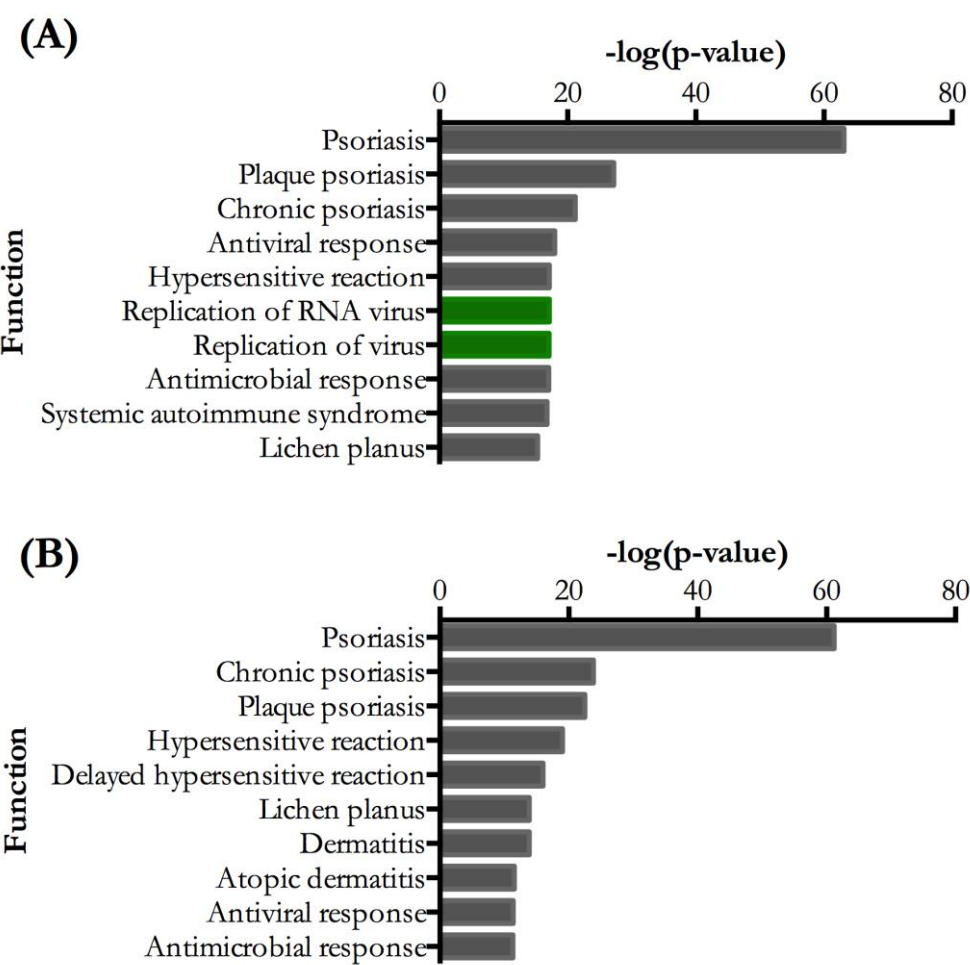 (A)
-log(p-value)
0 20 40 60 80
Function
Psoriasis
Plaque psoriasis
Chronic psoriasis
Antiviral response
Hypersensitive reaction
Replication of RNA virus
Replication of virus
Antimicrobial response
Systemic autoimmune syndrome
Lichen planus
(B)
-log(p-value)
0 20 40 60 80
Function
Psoriasis
Chronic psoriasis
Plaque psoriasis
Hypersensitive reaction
Delayed hypersensitive reaction
Lichen planus
Dermatitis
Atopic dermatitis
Antiviral response
Antimicrobial response